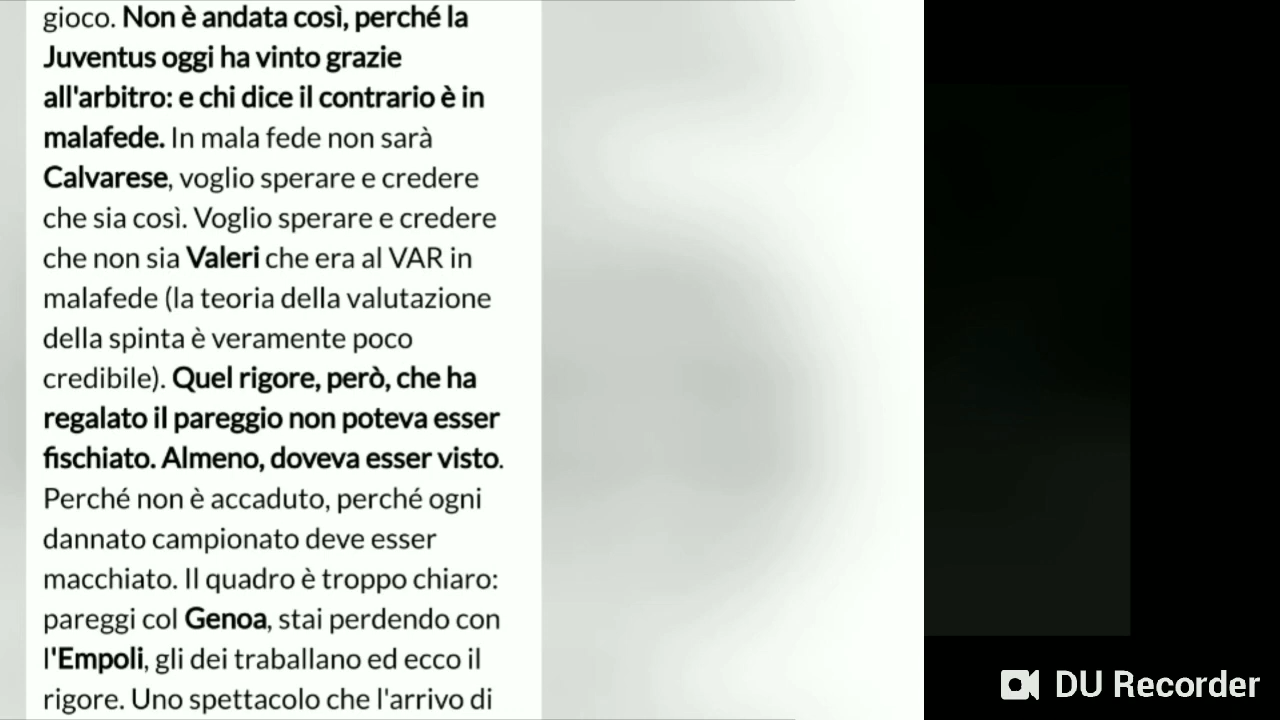 gioco. Non è andata così, perché la
Juventus oggi ha vinto grazie
all'arbitro: e chi dice il contrario è in
malafede. In mala fede non sarà
Calvarese, voglio sperare e credere
che sia così. Voglio sperare e credere
che non sia Valeri che era al VAR in
malafede (la teoria della valutazione
della spinta è veramente poco
credibile). Quel rigore, però, che ha
regalato il pareggio non poteva esser
fischiato. Almeno, doveva esser visto.
Perché non è accaduto, perché ogni
dannato campionato deve esser
macchiato. Il quadro è troppo chiaro:
pareggi col Genoa, stai perdendo con
l'Empoli, gli dei traballano ed ecco il
rigore. Uno spettacolo che l'arrivo di
DU Recorder